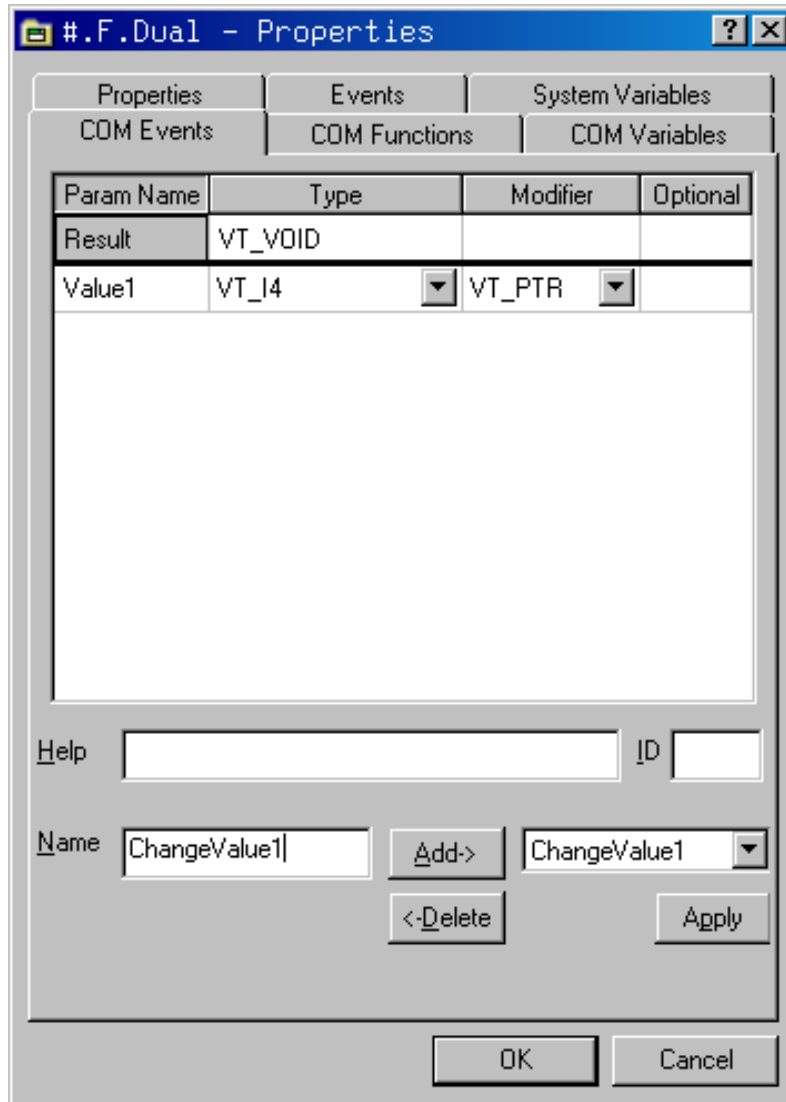 #.F.Dual - Properties
Properties Events System Variables
COM Events COM Functions COM Variables
Param Name Type Modifier Optional
Result VT_VOID
Value1 VT_I4 VT_PTR
Help ID
Name ChangeValue1 Add-> ChangeValue1
<-Delete Apply
OK Cancel